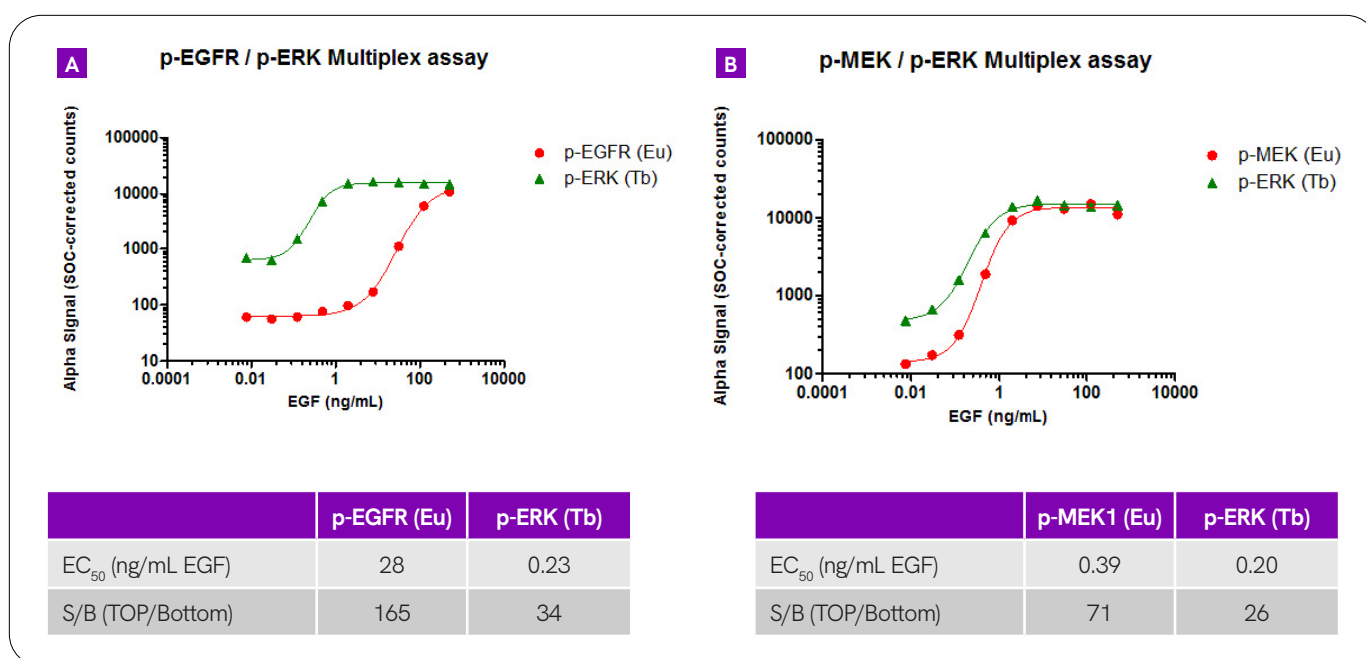 A
p-EGFR / p-ERK Multiplex assay
Alpha Signal (SOC-corrected counts)
100000
10000
1000
100
10
0.0001
0.01
1
100
10000
EGF (ng/mL)
p-EGFR (Eu)
p-ERK (Tb)
p-EGFR (Eu) p-ERK (Tb)
EC50 (ng/mL EGF) 28 0.23
S/B (TOP/Bottom) 165 34
B
p-MEK / p-ERK Multiplex assay
Alpha Signal (SOC-corrected counts)
100000
10000
1000
100
0.0001
0.01
1
100
10000
EGF (ng/mL)
p-MEK (Eu)
p-ERK (Tb)
p-MEK1 (Eu) p-ERK (Tb)
EC50 (ng/mL EGF) 0.39 0.20
S/B (TOP/Bottom) 71 26